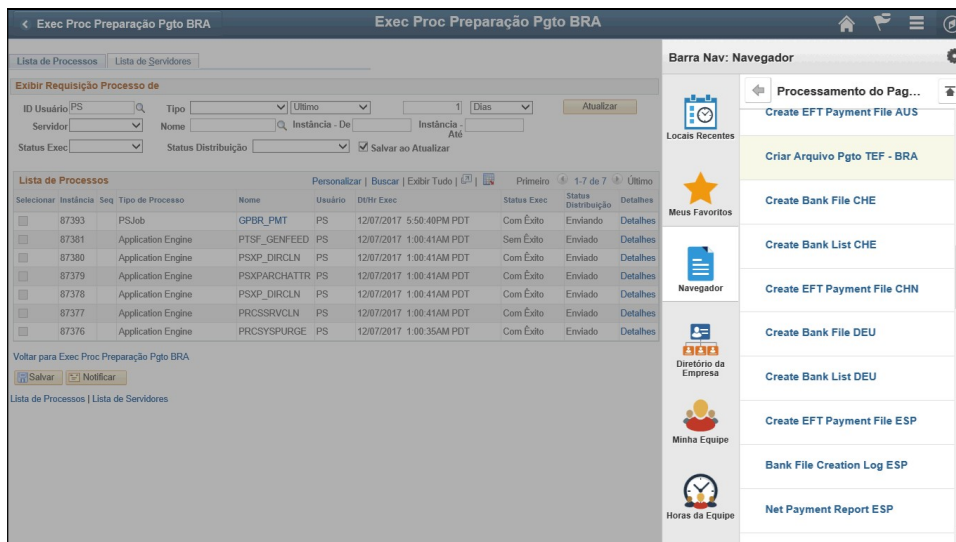 Exec Proc Preparação Pgto BRA
Exec Proc Preparação Pgto BRA
Lista de Processos Lista de Servidores
Exibir Requisição Processo de
ID Usuário PS Tipo Ultimo 1 Dias Atualizar
Servidor Nome Instância - De Instância - Até
Status Exec Status Distribuição Salvar ao Atualizar
Lista de Processos Personalizar | Buscar | Exibir Tudo | | Primeiro 1-7 de 7 Último
Selecionar Instância Seq Tipo de Processo Nome Usuário Dt/Hr Exec Status Exec Status Distribuição Detalhes
87393 PSJob GPBR_PMT PS 12/07/2017 5:50:40PM PDT Com Êxito Enviando Detalhes
87381 Application Engine PTSF_GENFEED PS 12/07/2017 1:00:41AM PDT Sem Êxito Enviado Detalhes
87380 Application Engine PSXP_DIRCLN PS 12/07/2017 1:00:41AM PDT Com Êxito Enviado Detalhes
87379 Application Engine PSXPARCHATTR PS 12/07/2017 1:00:41AM PDT Com Êxito Enviado Detalhes
87378 Application Engine PSXP_DIRCLN PS 12/07/2017 1:00:41AM PDT Com Êxito Enviado Detalhes
87377 Application Engine PRCSSRVCLN PS 12/07/2017 1:00:41AM PDT Com Êxito Enviado Detalhes
87376 Application Engine PRCSYSPURGE PS 12/07/2017 1:00:35AM PDT Com Êxito Enviado Detalhes
Voltar para Exec Proc Preparação Pgto BRA
Salvar Notificar
Lista de Processos | Lista de Servidores
Barra Nav: Navegador
Locais Recentes
Meus Favoritos
Navegador
Diretório da
Empresa
Minha Equipe
Horas da Equipe
Processamento do Pag...
Create EFT Payment File AUS
Criar Arquivo Pgto TEF - BRA
Create Bank File CHE
Create Bank List CHE
Create EFT Payment File CHN
Create Bank File DEU
Create Bank List DEU
Create EFT Payment File ESP
Bank File Creation Log ESP
Net Payment Report ESP